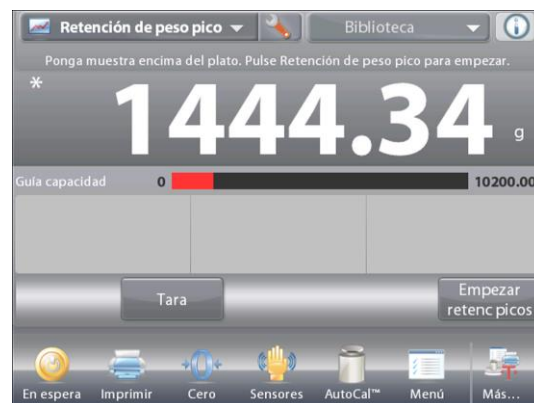 Retención de peso pico
Biblioteca
Ponga muestra encima del plato. Pulse Retención de peso pico para empezar.
* 1444.34 g
Guía capacidad 0 10200.00
Tara
Empezar
retenc picos
En espera Imprimir Cero Sensores AutoCal™ Menú Más...